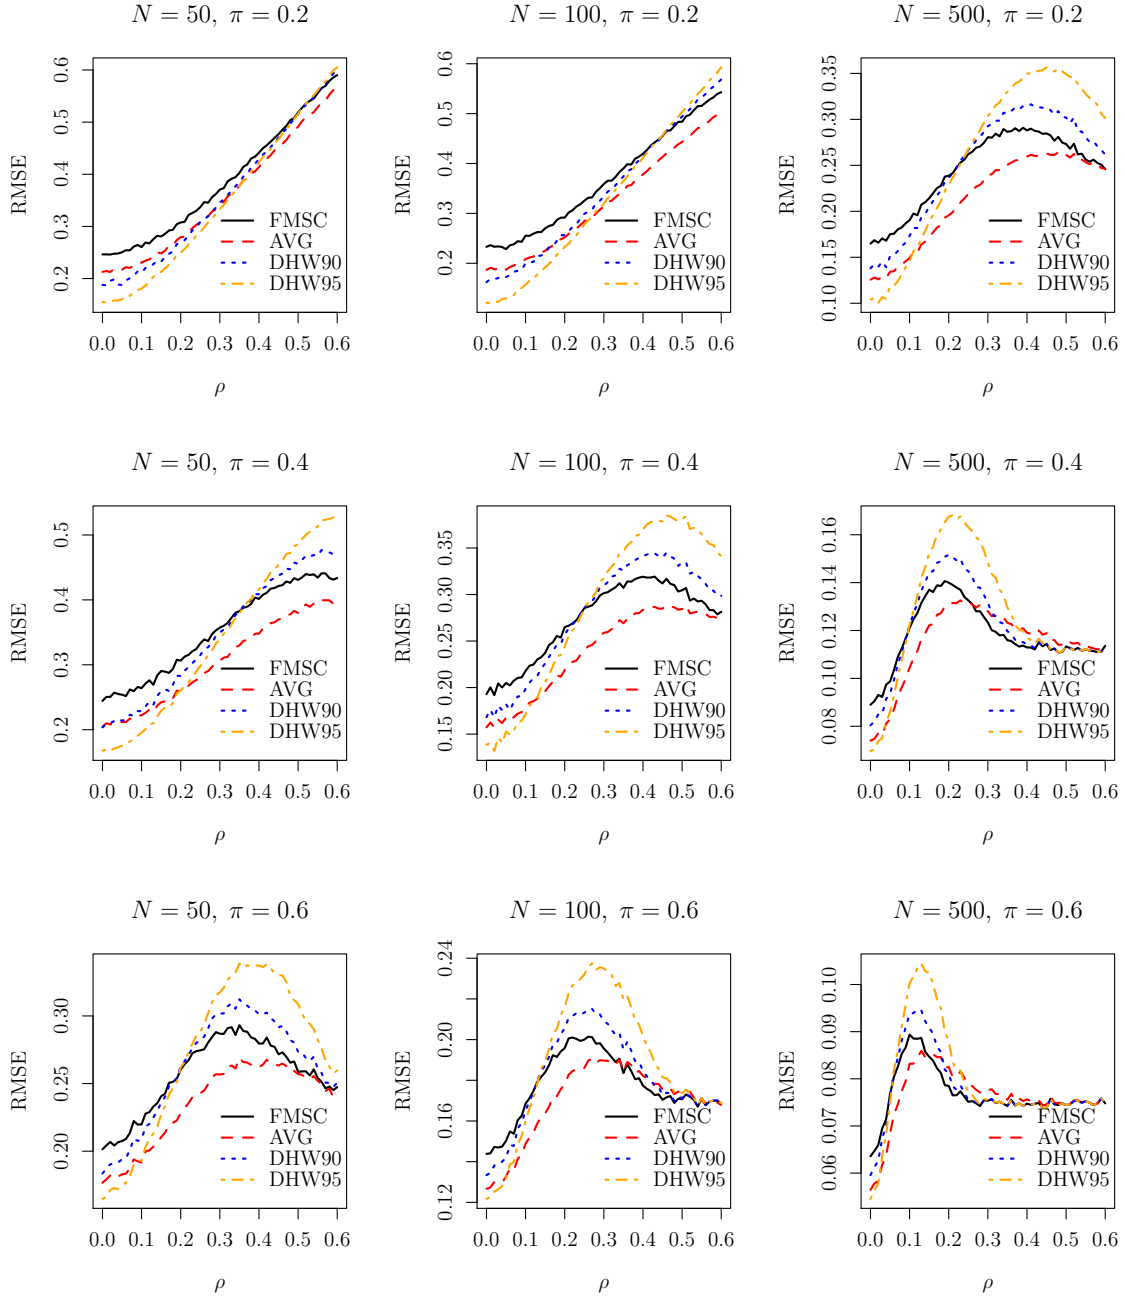 N = 50, π = 0.2
RMSE
0.2 0.3 0.4 0.5 0.6
FMSC
AVG
DHW90
DHW95
0.0 0.1 0.2 0.3 0.4 0.5 0.6
ρ
N = 100, π = 0.2
RMSE
0.2 0.3 0.4 0.5 0.6
FMSC
AVG
DHW90
DHW95
0.0 0.1 0.2 0.3 0.4 0.5 0.6
ρ
N = 500, π = 0.2
RMSE
0.10 0.15 0.20 0.25 0.30 0.35
FMSC
AVG
DHW90
DHW95
0.0 0.1 0.2 0.3 0.4 0.5 0.6
ρ
N = 50, π = 0.4
RMSE
0.2 0.3 0.4 0.5
FMSC
AVG
DHW90
DHW95
0.0 0.1 0.2 0.3 0.4 0.5 0.6
ρ
N = 100, π = 0.4
RMSE
0.15 0.20 0.25 0.30 0.35
FMSC
AVG
DHW90
DHW95
0.0 0.1 0.2 0.3 0.4 0.5 0.6
ρ
N = 500, π = 0.4
RMSE
0.08 0.10 0.12 0.14 0.16
FMSC
AVG
DHW90
DHW95
0.0 0.1 0.2 0.3 0.4 0.5 0.6
ρ
N = 50, π = 0.6
RMSE
0.20 0.25 0.30
FMSC
AVG
DHW90
DHW95
0.0 0.1 0.2 0.3 0.4 0.5 0.6
ρ
N = 100, π = 0.6
RMSE
0.12 0.16 0.20 0.24
FMSC
AVG
DHW90
DHW95
0.0 0.1 0.2 0.3 0.4 0.5 0.6
ρ
N = 500, π = 0.6
RMSE
0.06 0.07 0.08 0.09 0.10
FMSC
AVG
DHW90
DHW95
0.0 0.1 0.2 0.3 0.4 0.5 0.6
ρ